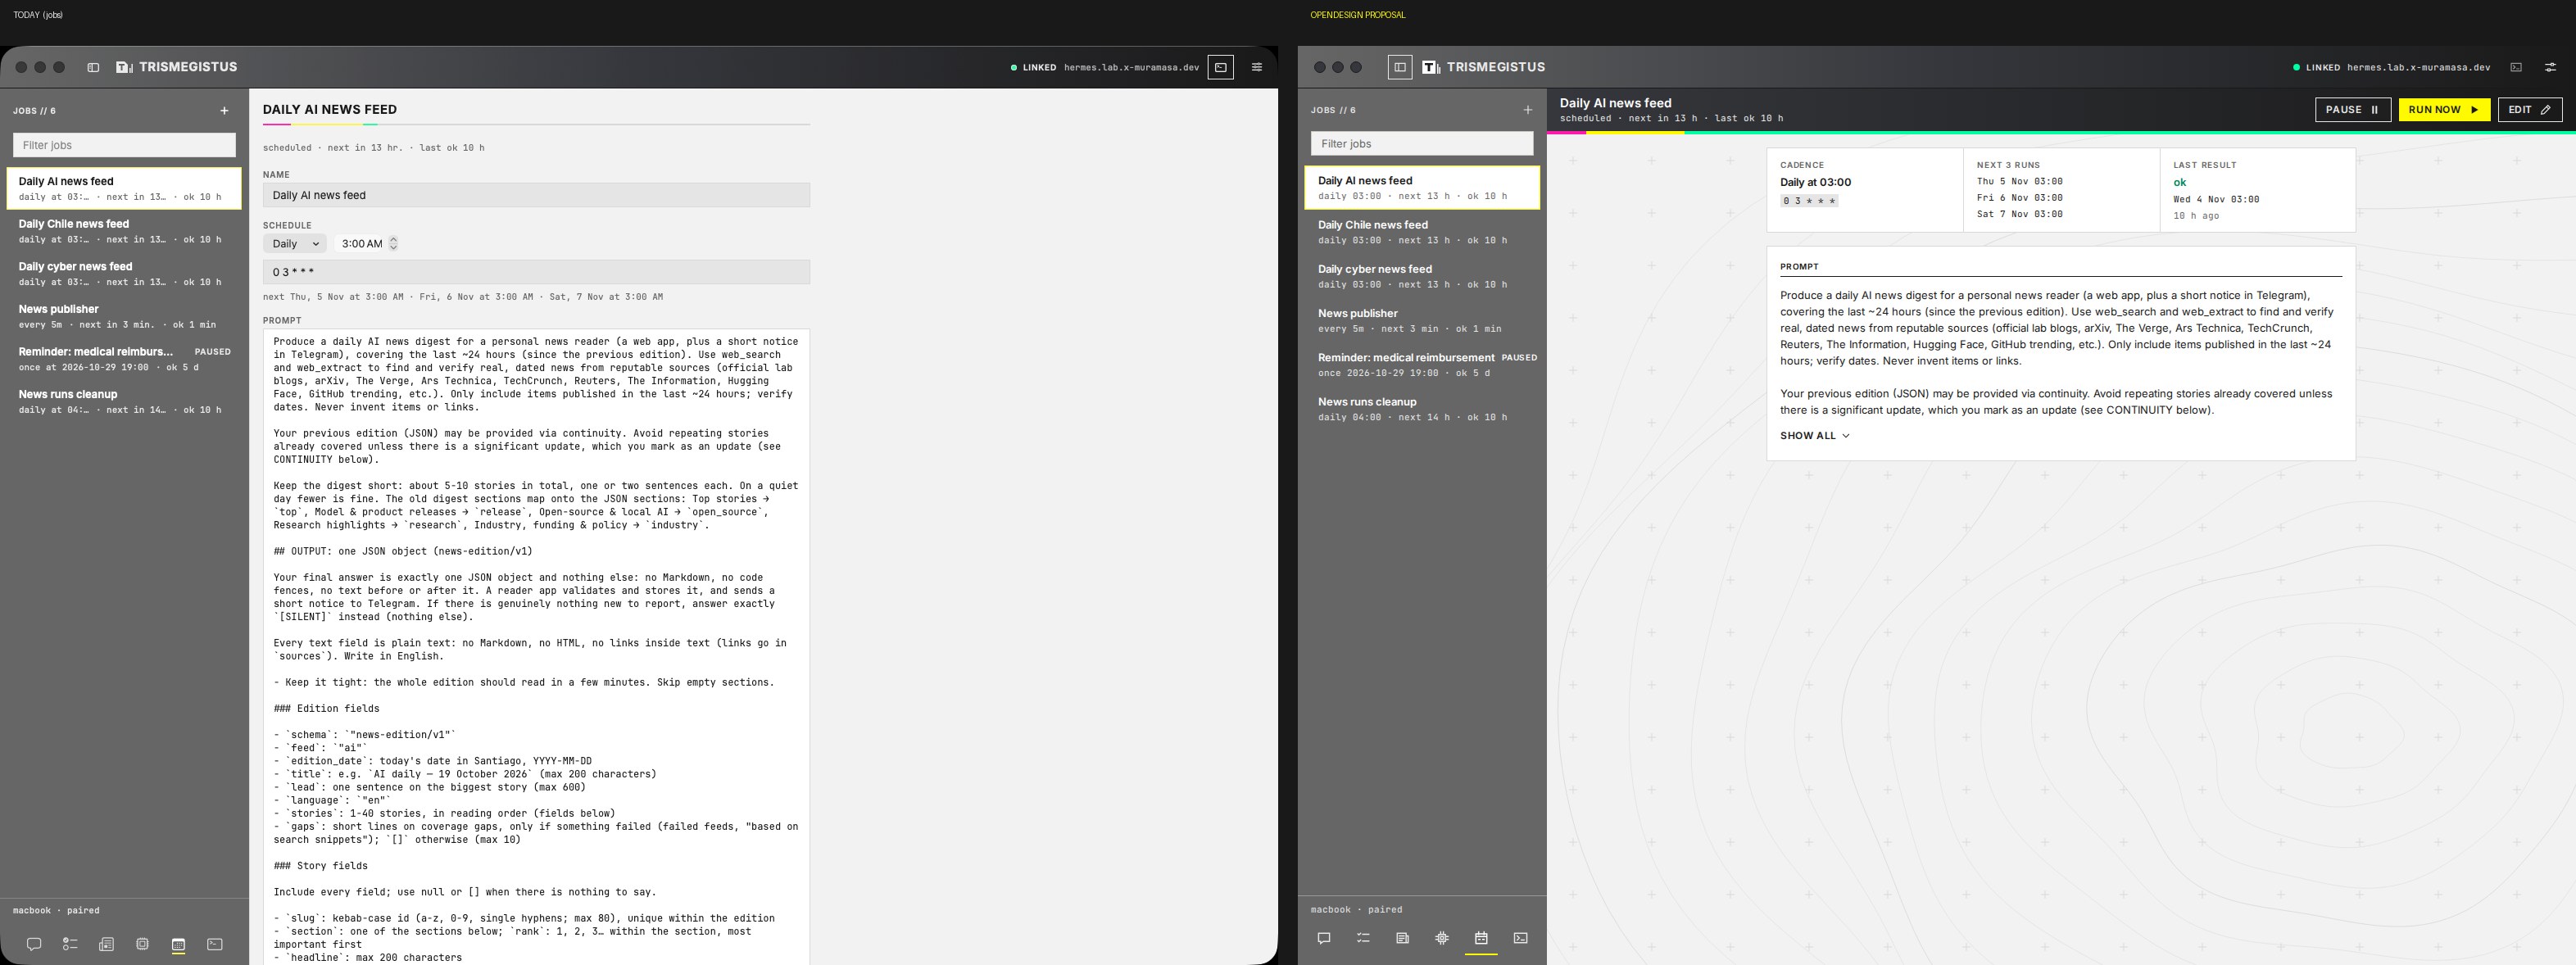 TODAY (jobs)
TRISMEGISTUS
LINKED hermes.lab.x-muramasa.dev
JOBS // 6
+
Filter jobs
Daily AI news feed
daily at 03:… · next in 13… · ok 10 h
Daily Chile news feed
daily at 03:… · next in 13… · ok 10 h
Daily cyber news feed
daily at 03:… · next in 13… · ok 10 h
News publisher
every 5m · next in 3 min. · ok 1 min
Reminder: medical reimburs… PAUSED
once at 2026-10-29 19:00 · ok 5 d
News runs cleanup
daily at 04:… · next in 14… · ok 10 h
macbook · paired
DAILY AI NEWS FEED
scheduled · next in 13 hr. · last ok 10 h
NAME
Daily AI news feed
SCHEDULE
Daily 3:00 AM
0 3 * * *
next Thu, 5 Nov at 3:00 AM · Fri, 6 Nov at 3:00 AM · Sat, 7 Nov at 3:00 AM
PROMPT
Produce a daily AI news digest for a personal news reader (a web app, plus a short notice
in Telegram), covering the last ~24 hours (since the previous edition). Use web_search
and web_extract to find and verify real, dated news from reputable sources (official lab
blogs, arXiv, The Verge, Ars Technica, TechCrunch, Reuters, The Information, Hugging
Face, GitHub trending, etc.). Only include items published in the last ~24 hours; verify
dates. Never invent items or links.
Your previous edition (JSON) may be provided via continuity. Avoid repeating stories
already covered unless there is a significant update, which you mark as an update (see
CONTINUITY below).
Keep the digest short: about 5-10 stories in total, one or two sentences each. On a quiet
day fewer is fine. The old digest sections map onto the JSON sections: Top stories →
`top`, Model & product releases → `release`, Open-source & local AI → `open_source`,
Research highlights → `research`, Industry, funding & policy → `industry`.
## OUTPUT: one JSON object (news-edition/v1)
Your final answer is exactly one JSON object and nothing else: no Markdown, no code
fences, no text before or after it. A reader app validates and stores it, and sends a
short notice to Telegram. If there is genuinely nothing new to report, answer exactly
`[SILENT]` instead (nothing else).
Every text field is plain text: no Markdown, no HTML, no links inside text (links go in
`sources`). Write in English.
- Keep it tight: the whole edition should read in a few minutes. Skip empty sections.
### Edition fields
- `schema`: `"news-edition/v1"`
- `feed`: `"ai"`
- `edition_date`: today's date in Santiago, YYYY-MM-DD
- `title`: e.g. `AI daily — 19 October 2026` (max 200 characters)
- `lead`: one sentence on the biggest story (max 600)
- `language`: `"en"`
- `stories`: 1-40 stories, in reading order (fields below)
- `gaps`: short lines on coverage gaps, only if something failed (failed feeds, "based on
search snippets"); `[]` otherwise (max 10)
### Story fields
Include every field; use null or [] when there is nothing to say.
- `slug`: kebab-case id (a-z, 0-9, single hyphens; max 80), unique within the edition
- `section`: one of the sections below; `rank`: 1, 2, 3… within the section, most
important first
- `headline`: max 200 characters
OPENDESIGN PROPOSAL
TRISMEGISTUS
LINKED hermes.lab.x-muramasa.dev
JOBS // 6
+
Filter jobs
Daily AI news feed
daily 03:00 · next 13 h · ok 10 h
Daily Chile news feed
daily 03:00 · next 13 h · ok 10 h
Daily cyber news feed
daily 03:00 · next 13 h · ok 10 h
News publisher
every 5m · next 3 min · ok 1 min
Reminder: medical reimbursement PAUSED
once 2026-10-29 19:00 · ok 5 d
News runs cleanup
daily 04:00 · next 14 h · ok 10 h
macbook · paired
Daily AI news feed
scheduled · next in 13 h · last ok 10 h
PAUSE
RUN NOW
EDIT
CADENCE
Daily at 03:00
0 3 * * *
NEXT 3 RUNS
Thu 5 Nov 03:00
Fri 6 Nov 03:00
Sat 7 Nov 03:00
LAST RESULT
ok
Wed 4 Nov 03:00
10 h ago
PROMPT
Produce a daily AI news digest for a personal news reader (a web app, plus a short notice in Telegram),
covering the last ~24 hours (since the previous edition). Use web_search and web_extract to find and verify
real, dated news from reputable sources (official lab blogs, arXiv, The Verge, Ars Technica, TechCrunch,
Reuters, The Information, Hugging Face, GitHub trending, etc.). Only include items published in the last ~24
hours; verify dates. Never invent items or links.
Your previous edition (JSON) may be provided via continuity. Avoid repeating stories already covered unless
there is a significant update, which you mark as an update (see CONTINUITY below).
SHOW ALL